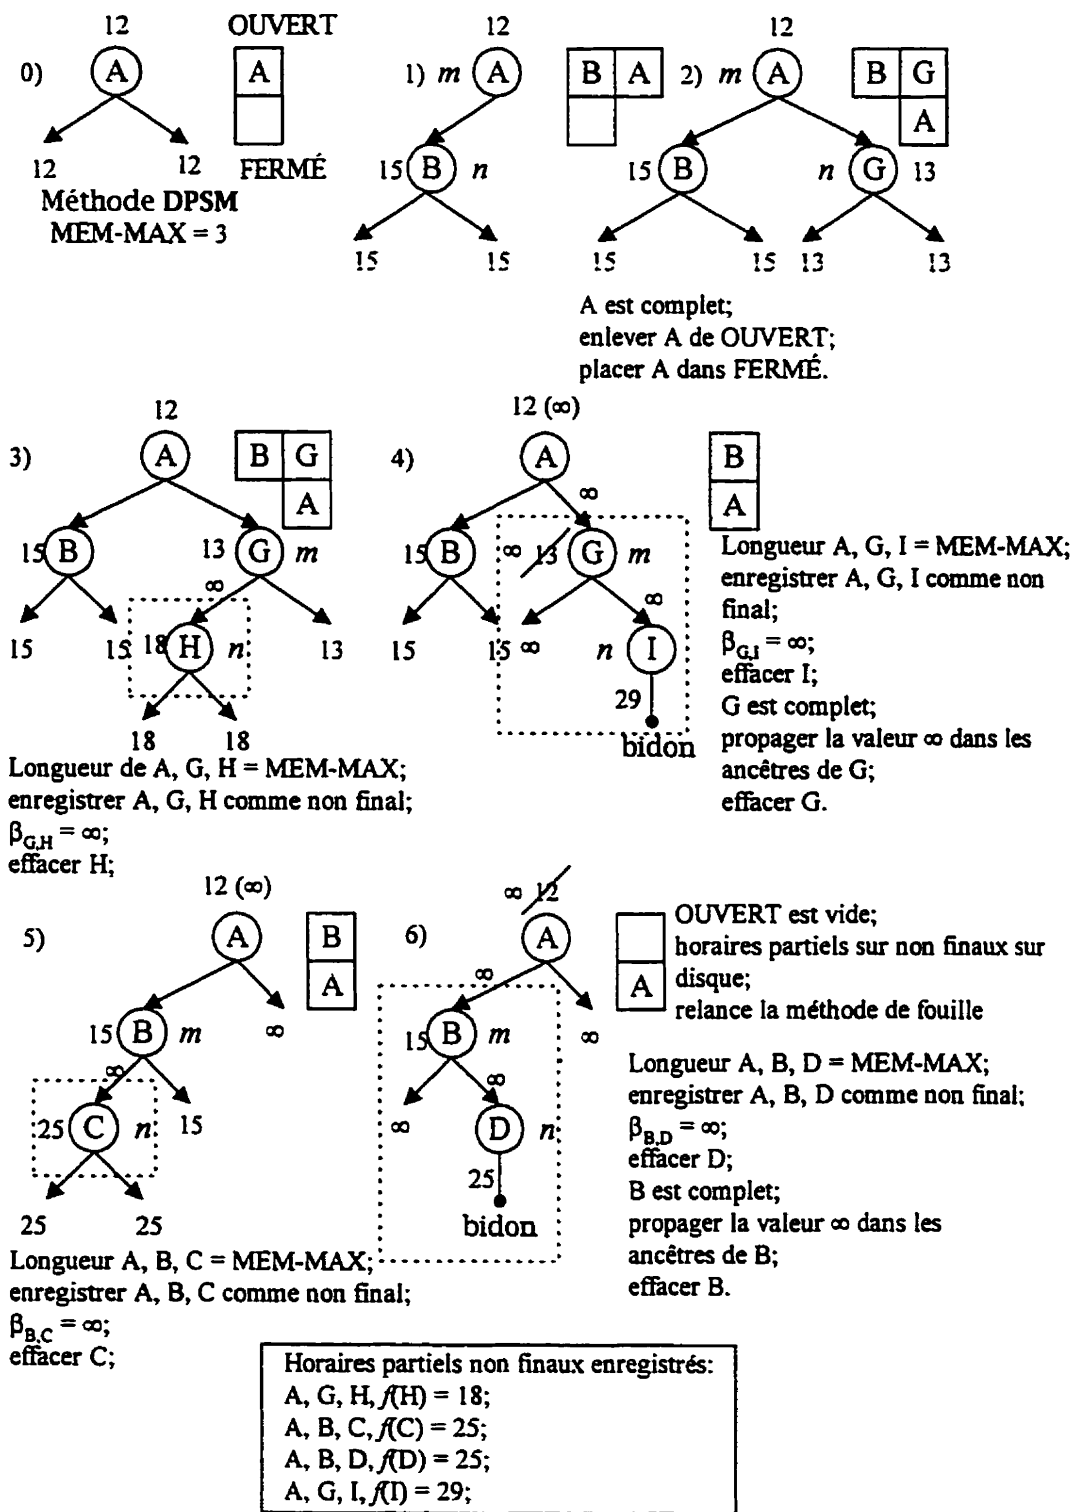 12 OUVERT
0) A A
12 12 FERMÉ
Méthode DPSM
MEM-MAX = 3
12
1) m A B A
15 B n
15 15
12
2) m A B G
A
15 B n G 13
15 15 13 13
A est complet;
enlever A de OUVERT;
placer A dans FERMÉ.
12
3) A B G
A
15 B 13 G m
∞
15 15 18 H n 13
18 18
Longueur de A, G, H = MEM-MAX;
enregistrer A, G, H comme non final;
βG,H = ∞;
effacer H;
12 (∞)
4) A B
A
∞
15 B ∞ 13 G m
∞
15 15 ∞ n I
29
bidon
Longueur A, G, I = MEM-MAX;
enregistrer A, G, I comme non
final;
βG,I = ∞;
effacer I;
G est complet;
propager la valeur ∞ dans les
ancêtres de G;
effacer G.
12 (∞)
5) A B
A
15 B m ∞
∞
25 C n 15
25 25
Longueur A, B, C = MEM-MAX;
enregistrer A, B, C comme non final;
βB,C = ∞;
effacer C;
∞ 12
6) A
A
∞
15 B m ∞
∞
∞ D n
25
bidon
OUVERT est vide;
horaires partiels sur non finaux sur
disque;
relance la méthode de fouille
Longueur A, B, D = MEM-MAX;
enregistrer A, B, D comme non final;
βB,D = ∞;
effacer D;
B est complet;
propager la valeur ∞ dans les
ancêtres de B;
effacer B.
Horaires partiels non finaux enregistrés:
A, G, H, f(H) = 18;
A, B, C, f(C) = 25;
A, B, D, f(D) = 25;
A, G, I, f(I) = 29;